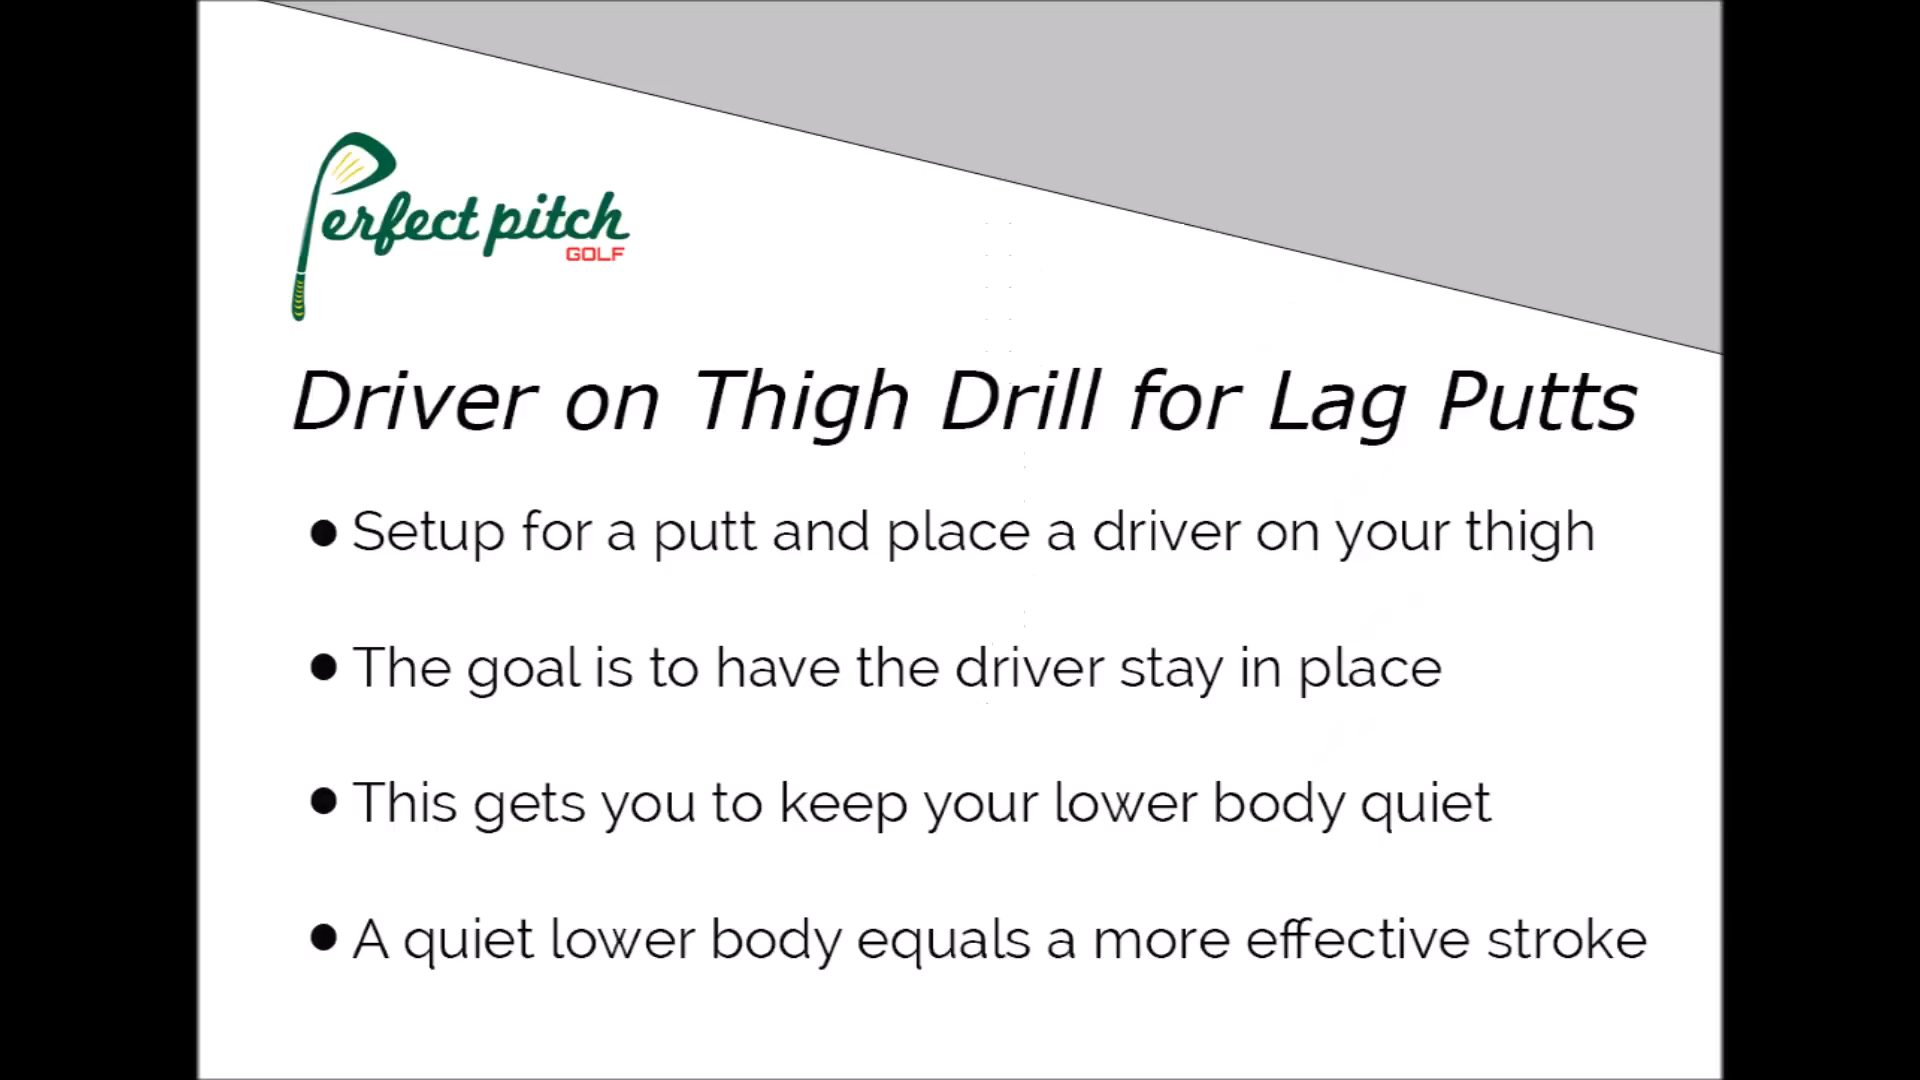 Perfect pitch
GOLF
Driver on Thigh Drill for Lag Putts
● Setup for a putt and place a driver on your thigh
● The goal is to have the driver stay in place
● This gets you to keep your lower body quiet
● A quiet lower body equals a more effective stroke